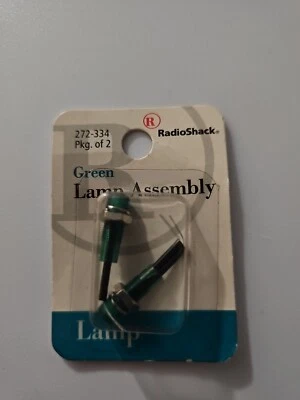 272-334
Pkg. of 2
R
RadioShack®
Green
Lamp Assembly
Lamp